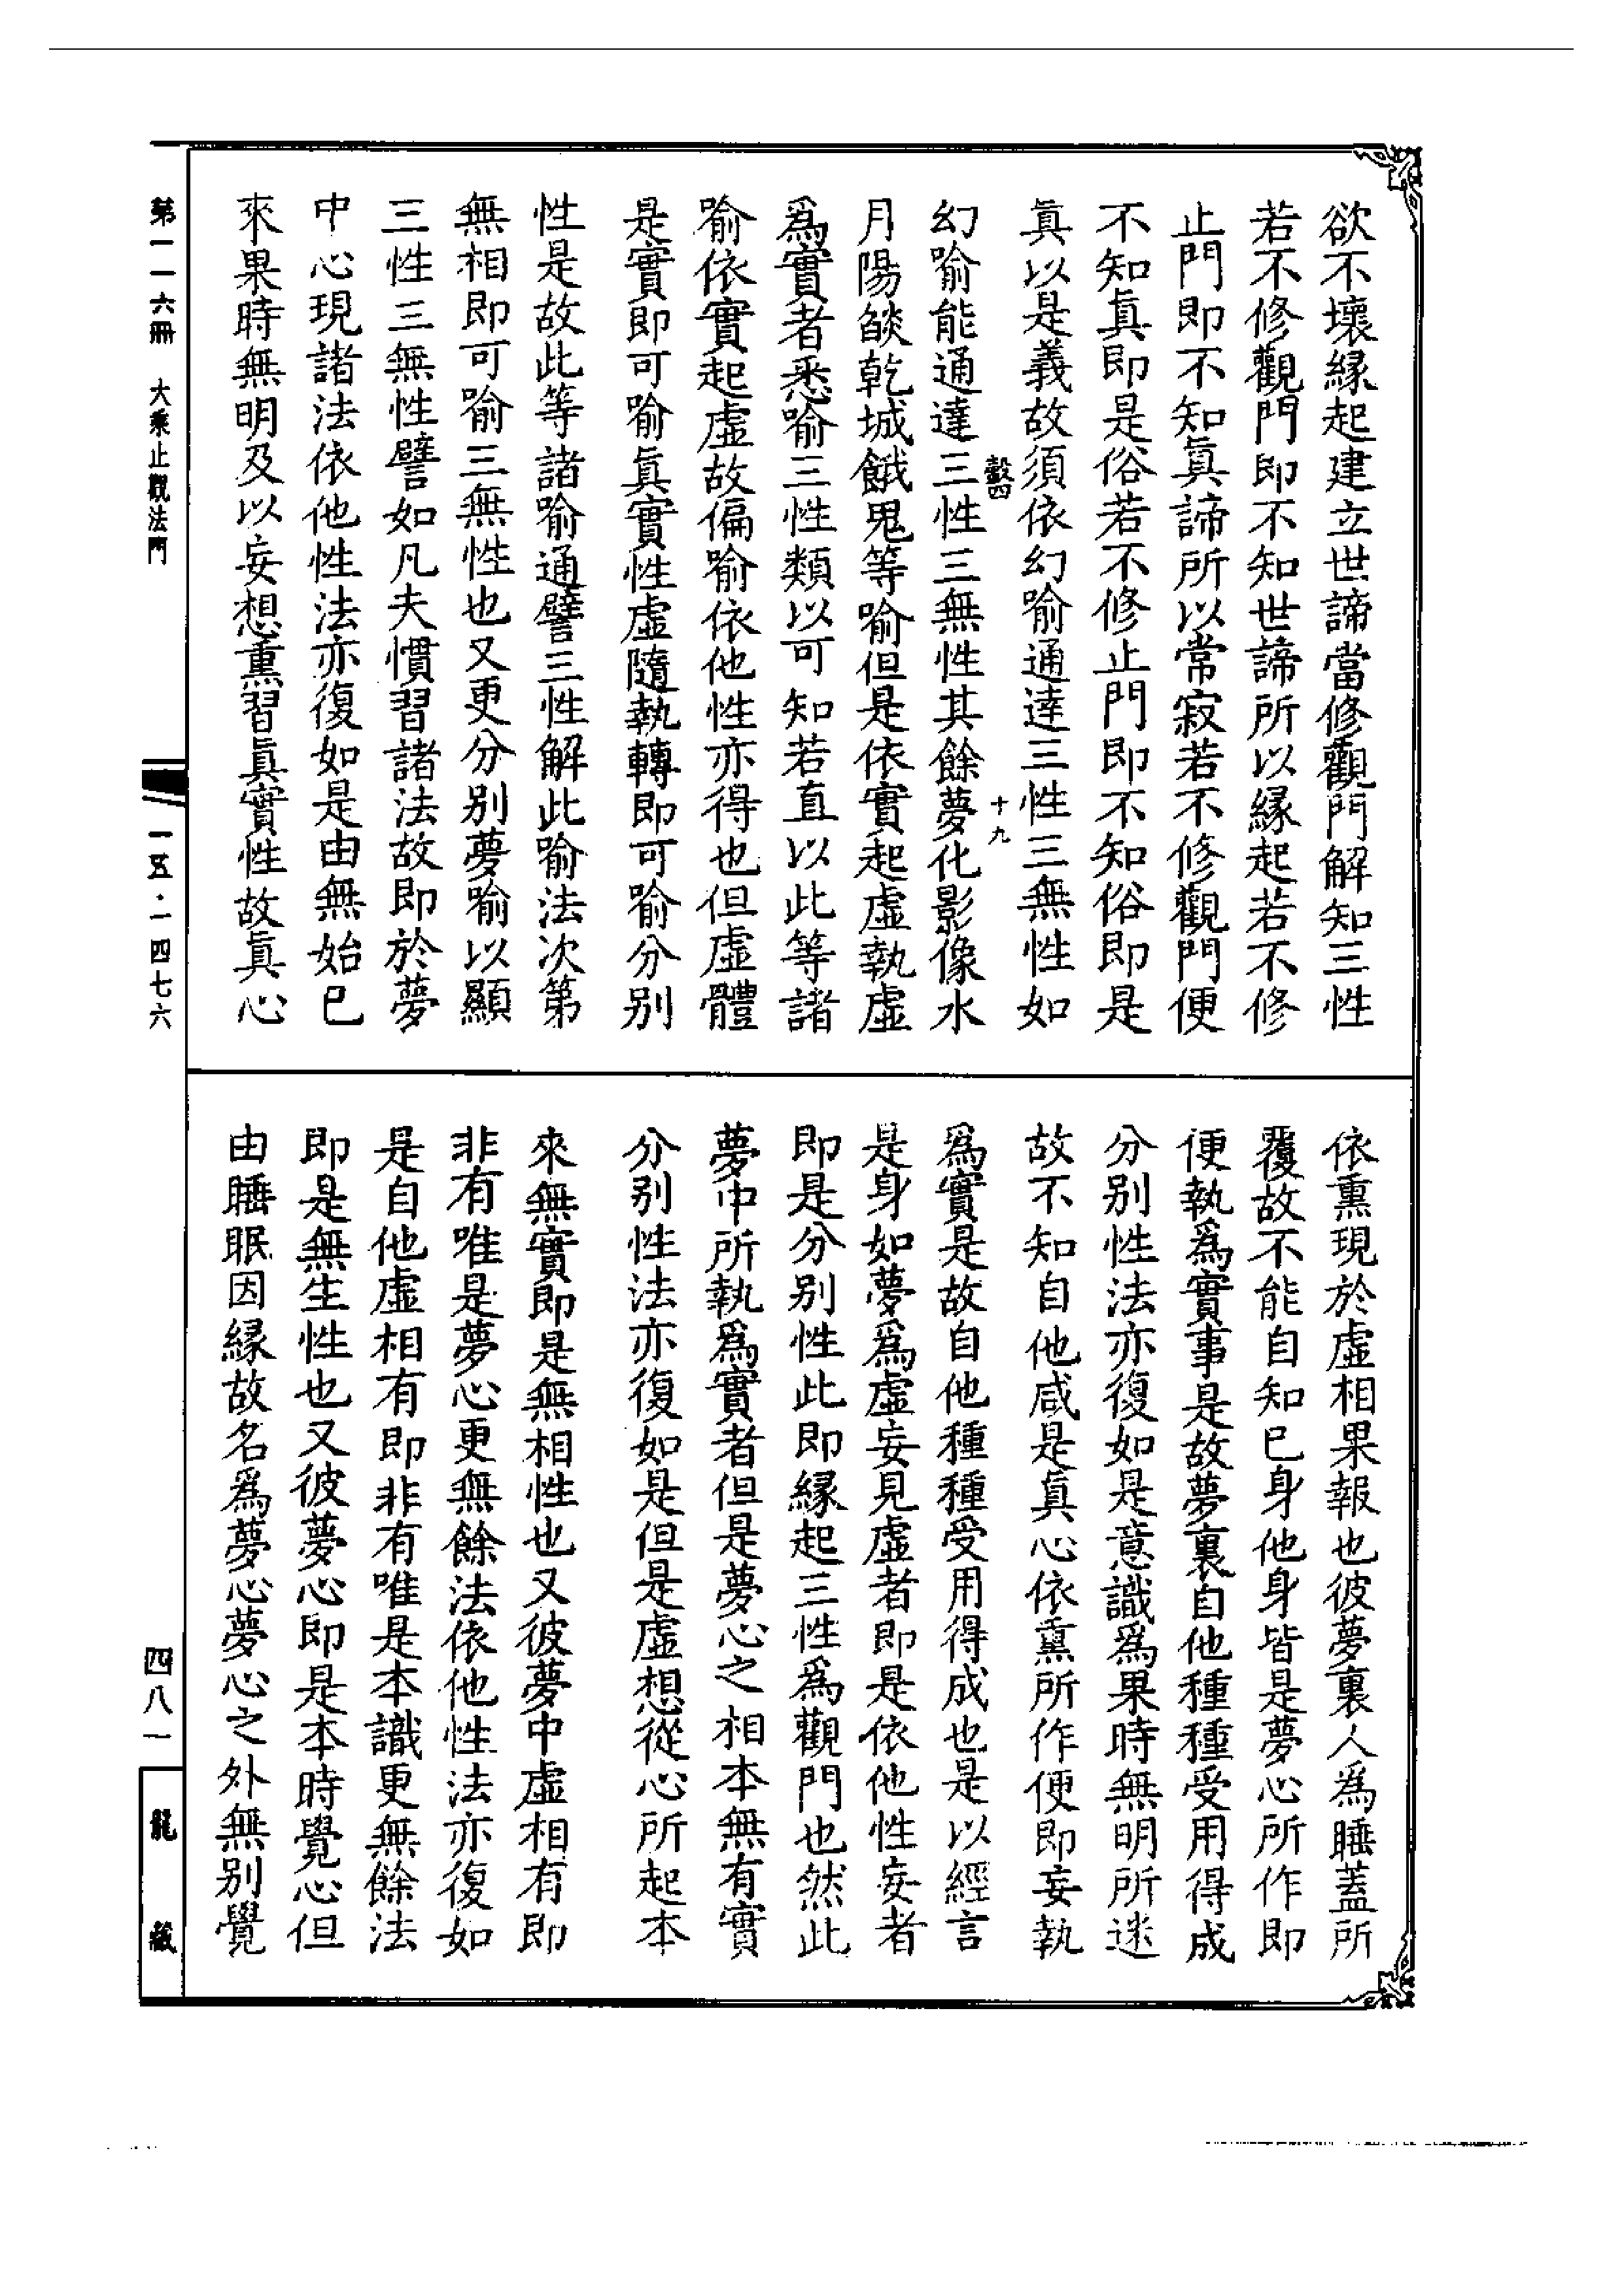 欲不壞緣起建立世諦當修觀門解知三性
若不修觀門即不知世諦所以緣起若不修
止門即不知眞諦所以常寂若不修觀門便
不知眞即是俗若不修止門即不知俗即是
眞以是義故須依幻喻通達三性三無性如
縠四
十九
幻喻能通達三性三無性其餘夢化影像水
月陽𦦨乾城餓鬼等喻但是依實起虛執虛
爲實者悉喻三性類以可知若直以此等諸
喻依實起虛故偏喻依他性亦得也但虛體
是實即可喻眞實性虛隨執轉即可喻分别
性是故此等諸喻通譬三性解此喻法次第
無相即可喻三無性也又更分别夢喻以顯
三性三無性譬如凡夫慣習諸法故即於夢
中心現諸法依他性法亦復如是由無始已
來果時無明及以妄想熏習眞實性故眞心
依熏現於虛相果報也彼夢裏人爲睡蓋所
覆故不能自知已身他身皆是夢心所作即
便執爲實事是故夢裏自他種種受用得成
分别性法亦復如是意識爲果時無明所迷
故不知自他咸是眞心依熏所作便即妄執
爲實是故自他種種受用得成也是以經言
是身如夢爲虛妄見虛者即是依他性妄者
即是分别性此即緣起三性爲觀門也然此
夢中所執爲實者但是夢心之相本無有實
分别性法亦復如是但是虛想從心所起本
來無實即是無相性也又彼夢中虛相有即
非有唯是夢心更無餘法依他性法亦復如
是自他虛相有即非有唯是本識更無餘法
即是無生性也又彼夢心即是本時覺心但
由睡眠因緣故名爲夢心夢心之外無别覺
第一一六冊　大乘止觀法門
一五·一四七六
四八一
龍藏